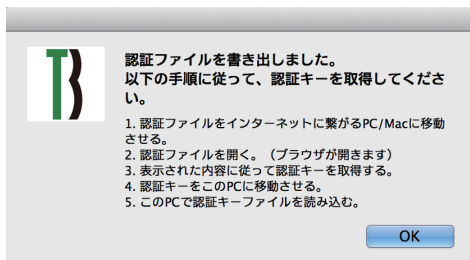 TB
認証ファイルを書き出しました。
以下の手順に従って、認証キーを取得してくださ
い。
1. 認証ファイルをインターネットに繋がるPC/Macに移動
させる。
2. 認証ファイルを開く。（ブラウザが開きます）
3. 表示された内容に従って認証キーを取得する。
4. 認証キーをこのPCに移動させる。
5. このPCで認証キーファイルを読み込む。
OK